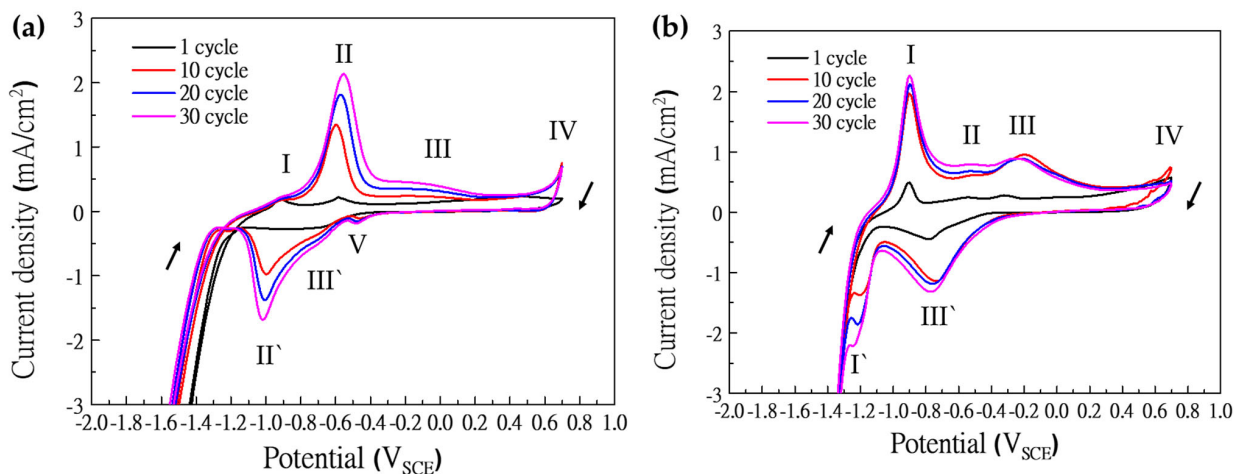 (a)
3
2
1
0
-1
-2
-3
Current density (mA/cm²)
1 cycle
10 cycle
20 cycle
30 cycle
I
II
III
IV
V
III`
II`
-2.0 -1.8 -1.6 -1.4 -1.2 -1.0 -0.8 -0.6 -0.4 -0.2 0.0 0.2 0.4 0.6 0.8 1.0
Potential (V_SCE)
(b)
3
2
1
0
-1
-2
-3
Current density (mA/cm²)
1 cycle
10 cycle
20 cycle
30 cycle
I
II
III
IV
III`
I`
-2.0 -1.8 -1.6 -1.4 -1.2 -1.0 -0.8 -0.6 -0.4 -0.2 0.0 0.2 0.4 0.6 0.8 1.0
Potential (V_SCE)